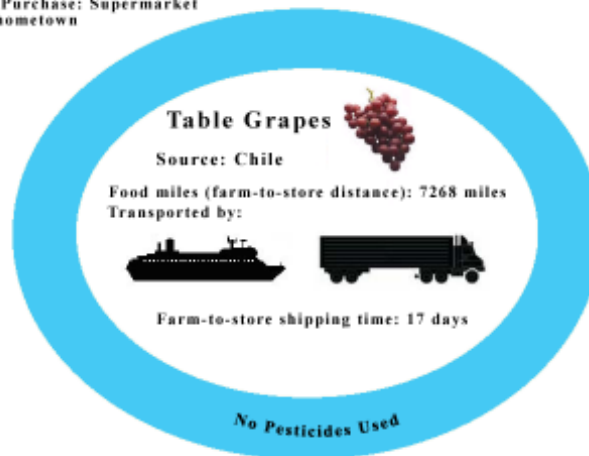 Purchase: Supermarket
hometown
Table Grapes
Source: Chile
Food miles (farm-to-store distance): 7268 miles
Transported by:
Farm-to-store shipping time: 17 days
No Pesticides Used